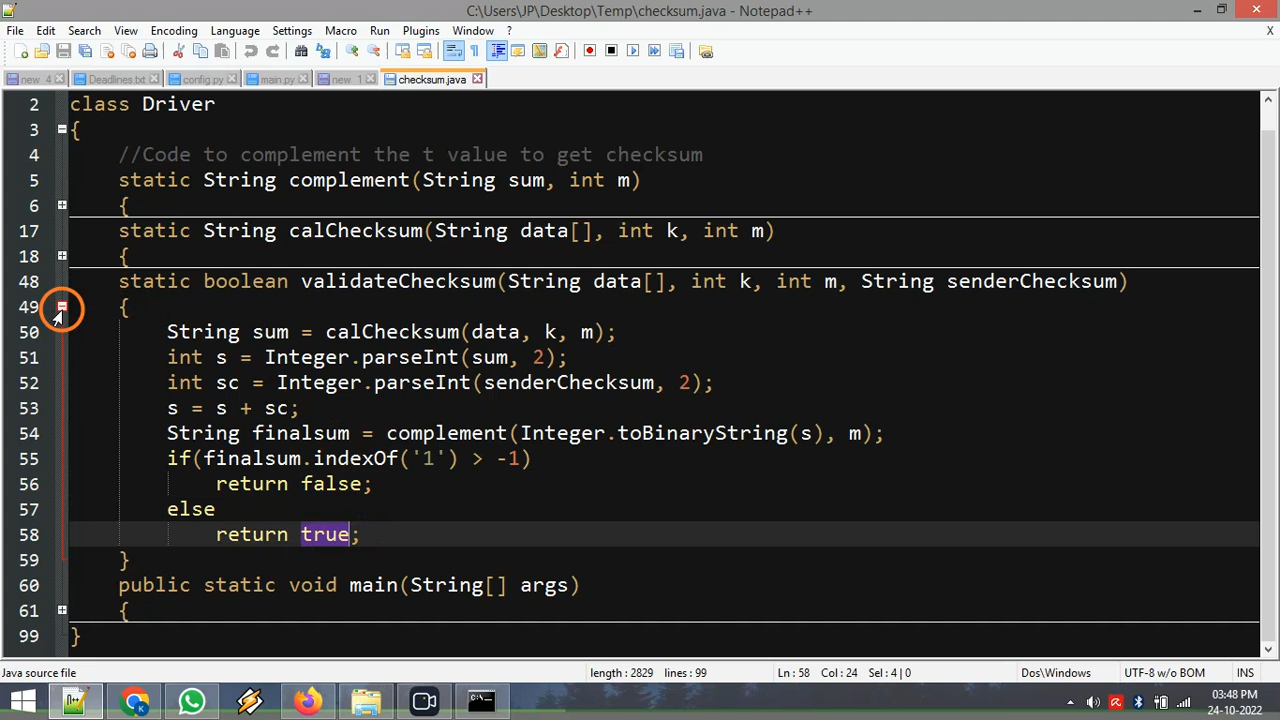 C:\Users\JP\Desktop\Temp\checksum.java - Notepad++
File Edit Search View Encoding Language Settings Macro Run Plugins Window ? X
new 4 Deadlines.txt config.py main.py new 1 checksum.java
2 class Driver
3 {
4 //Code to complement the t value to get checksum
5 static String complement(String sum, int m)
6 {
17 static String calChecksum(String data[], int k, int m)
18 {
48 static boolean validateChecksum(String data[], int k, int m, String senderChecksum)
49 {
50 String sum = calChecksum(data, k, m);
51 int s = Integer.parseInt(sum, 2);
52 int sc = Integer.parseInt(senderChecksum, 2);
53 s = s + sc;
54 String finalsum = complement(Integer.toBinaryString(s), m);
55 if(finalsum.indexOf('1') > -1)
56 return false;
57 else
58 return true;
59 }
60 public static void main(String[] args)
61 {
99 }
Java source file length : 2829 lines : 99 Ln : 58 Col : 24 Sel : 4 | 0 Dos\Windows UTF-8 w/o BOM INS
03:48 PM
24-10-2022